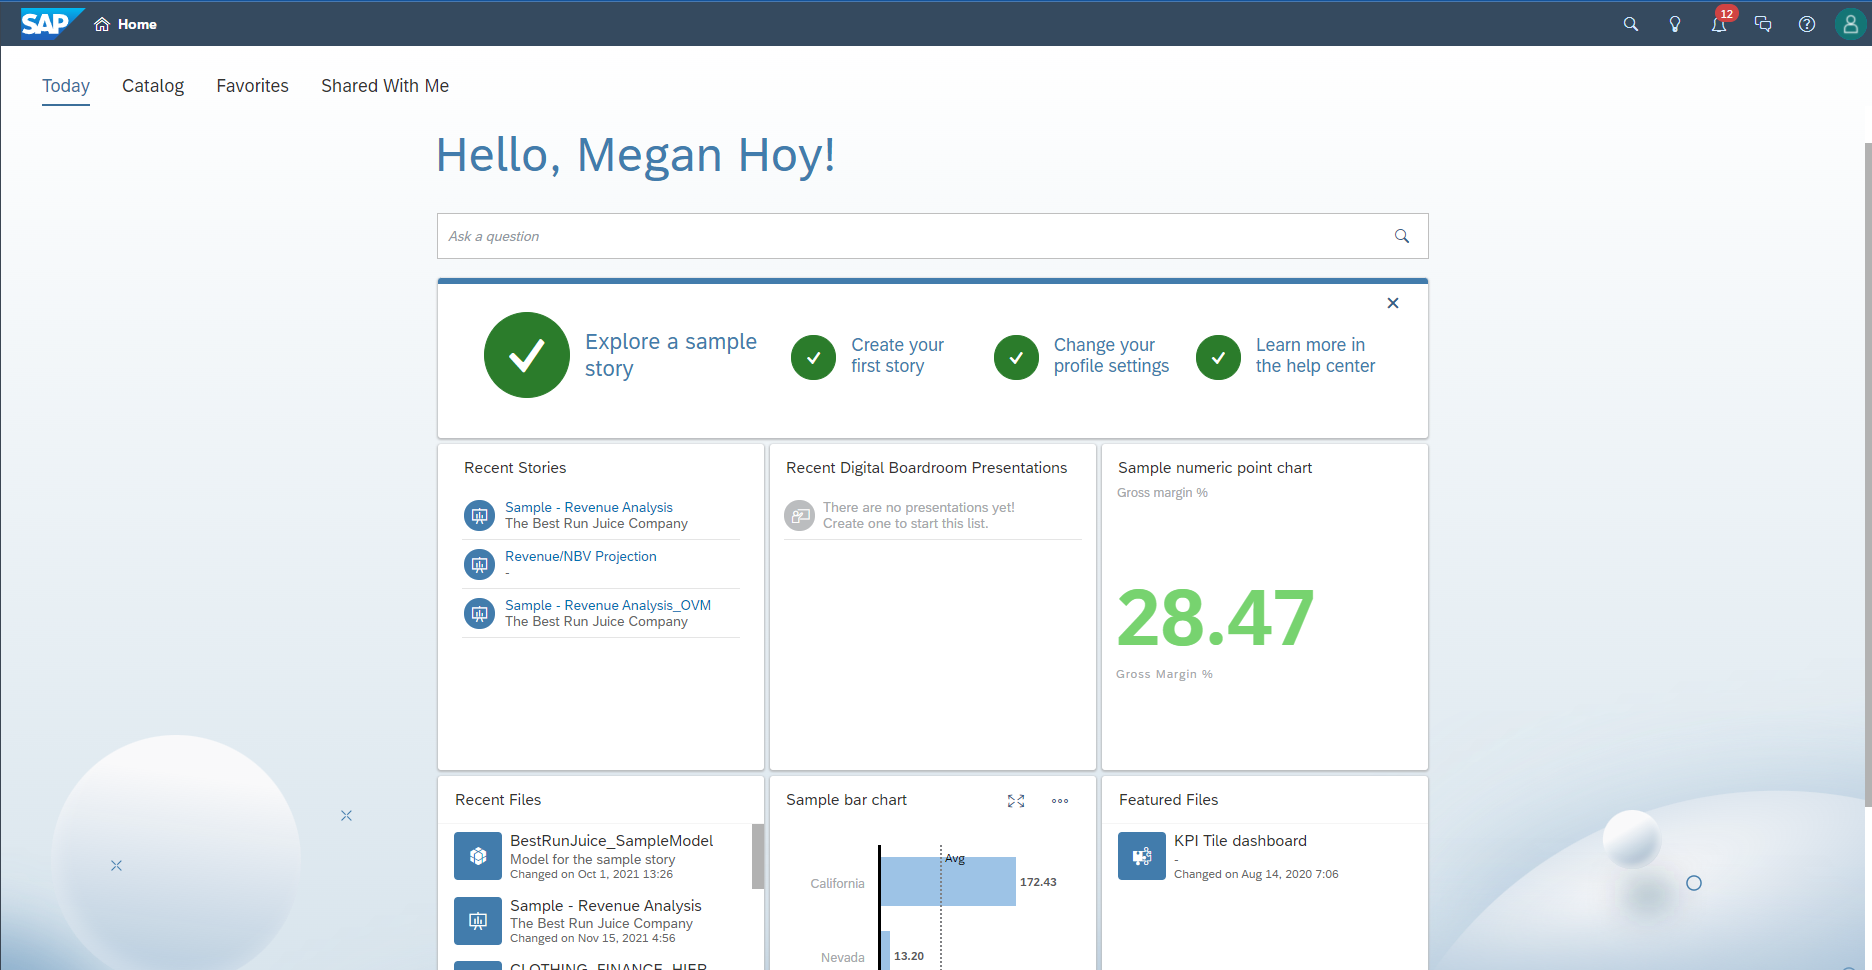 SAP Home
12
Today Catalog Favorites Shared With Me
Hello, Megan Hoy!
Ask a question
Explore a sample
story
Create your
first story
Change your
profile settings
Learn more in
the help center
Recent Stories
Sample - Revenue Analysis
The Best Run Juice Company
Revenue/NBV Projection
-
Sample - Revenue Analysis_OVM
The Best Run Juice Company
Recent Digital Boardroom Presentations
There are no presentations yet!
Create one to start this list.
Sample numeric point chart
Gross margin %
28.47
Gross Margin %
Recent Files
BestRunJuice_SampleModel
Model for the sample story
Changed on Oct 1, 2021 13:26
Sample - Revenue Analysis
The Best Run Juice Company
Changed on Nov 15, 2021 4:56
CLOTHING_FINANCE_HIER
Sample bar chart
Avg
California 172.43
Nevada 13.20
Featured Files
KPI Tile dashboard
-
Changed on Aug 14, 2020 7:06